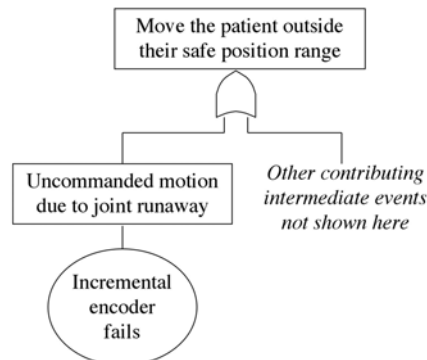 Move the patient outside
their safe position range
Uncommanded motion
due to joint runaway
Other contributing
intermediate events
not shown here
Incremental
encoder
fails